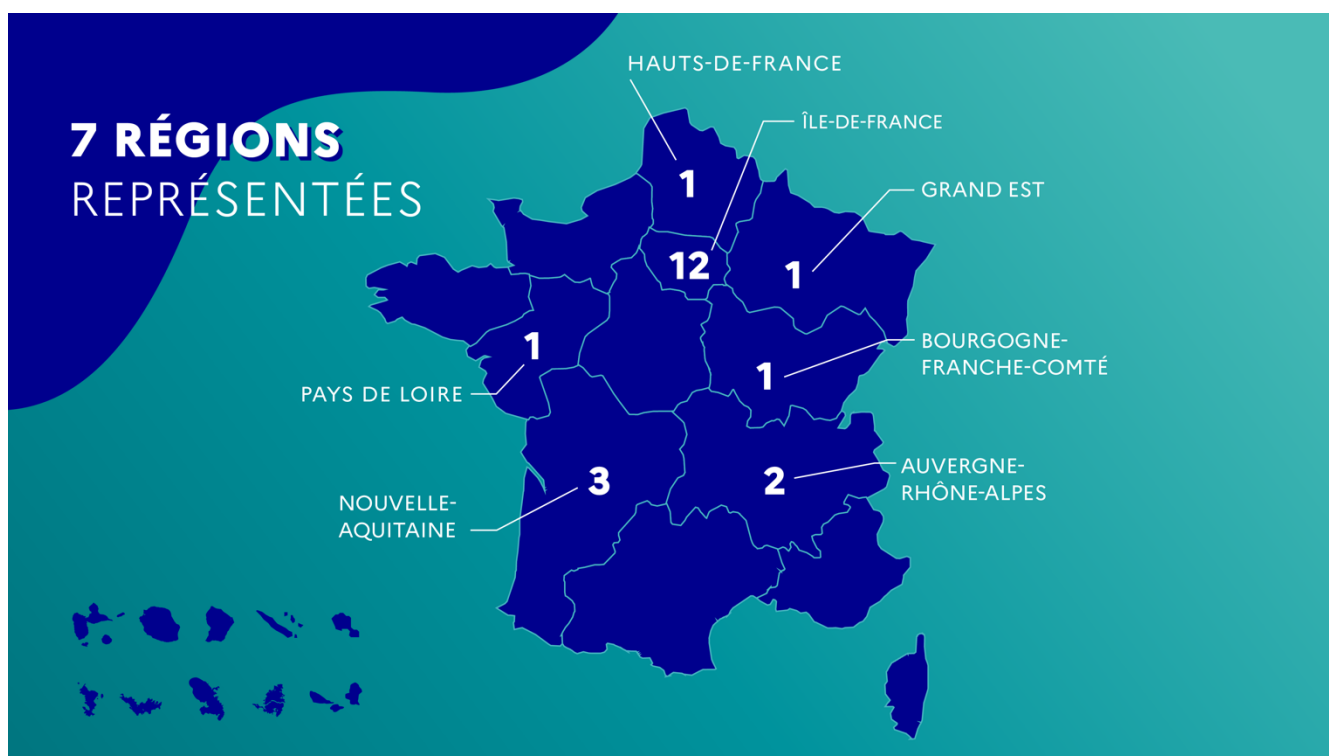 7 RÉGIONS
REPRÉSENTÉES
HAUTS-DE-FRANCE
1
ÎLE-DE-FRANCE
12
GRAND EST
1
BOURGOGNE-
FRANCHE-COMTÉ
1
PAYS DE LOIRE
1
AUVERGNE-
RHÔNE-ALPES
2
NOUVELLE-
AQUITAINE
3